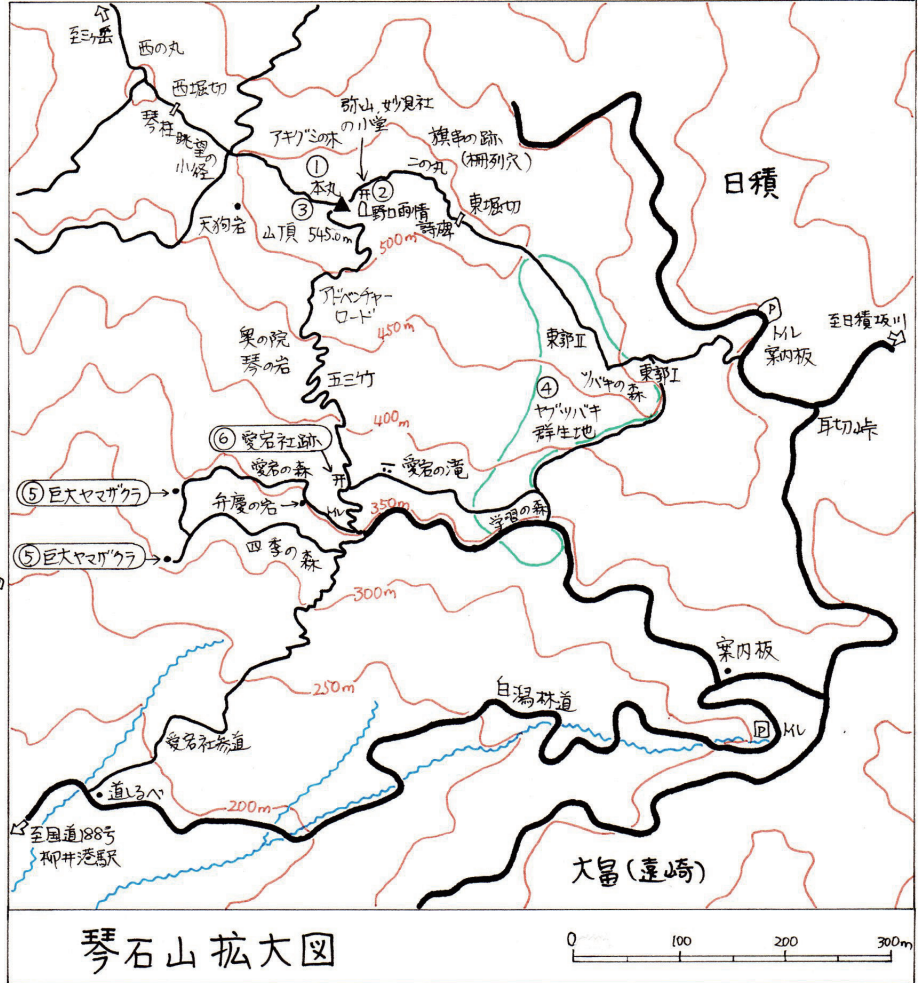 至三ヶ岳
西の丸
西堀切
琴柱
眺望の
小径
アキグミの木
弥山、妙見社
の小堂
旗串の跡
(柵列穴)
二の丸
東堀切
日積
①
本丸
②
③
野口雨情
詩碑
天狗岩
山頂 545.0m
500m
アドベンチャー
ロード
450m
奥の院
琴の岩
五三竹
400
東郭Ⅱ
東郭Ⅰ
ツバキの森
④
ヤブツバキ
群生地
P
トイレ
案内板
至日積坂川
耳切峠
⑥愛宕社跡
愛宕の滝
愛宕の森
⑤巨大ヤマザクラ
弁慶の岩
トイレ
350m
学習の森
⑤巨大ヤマザクラ
四季の森
300m
案内板
250m
白潟林道
P
トイレ
愛宕社参道
道しるべ
200m
至国道188号
柳井港駅
大畠(遠崎)
琴石山拡大図
0 100 200 300m